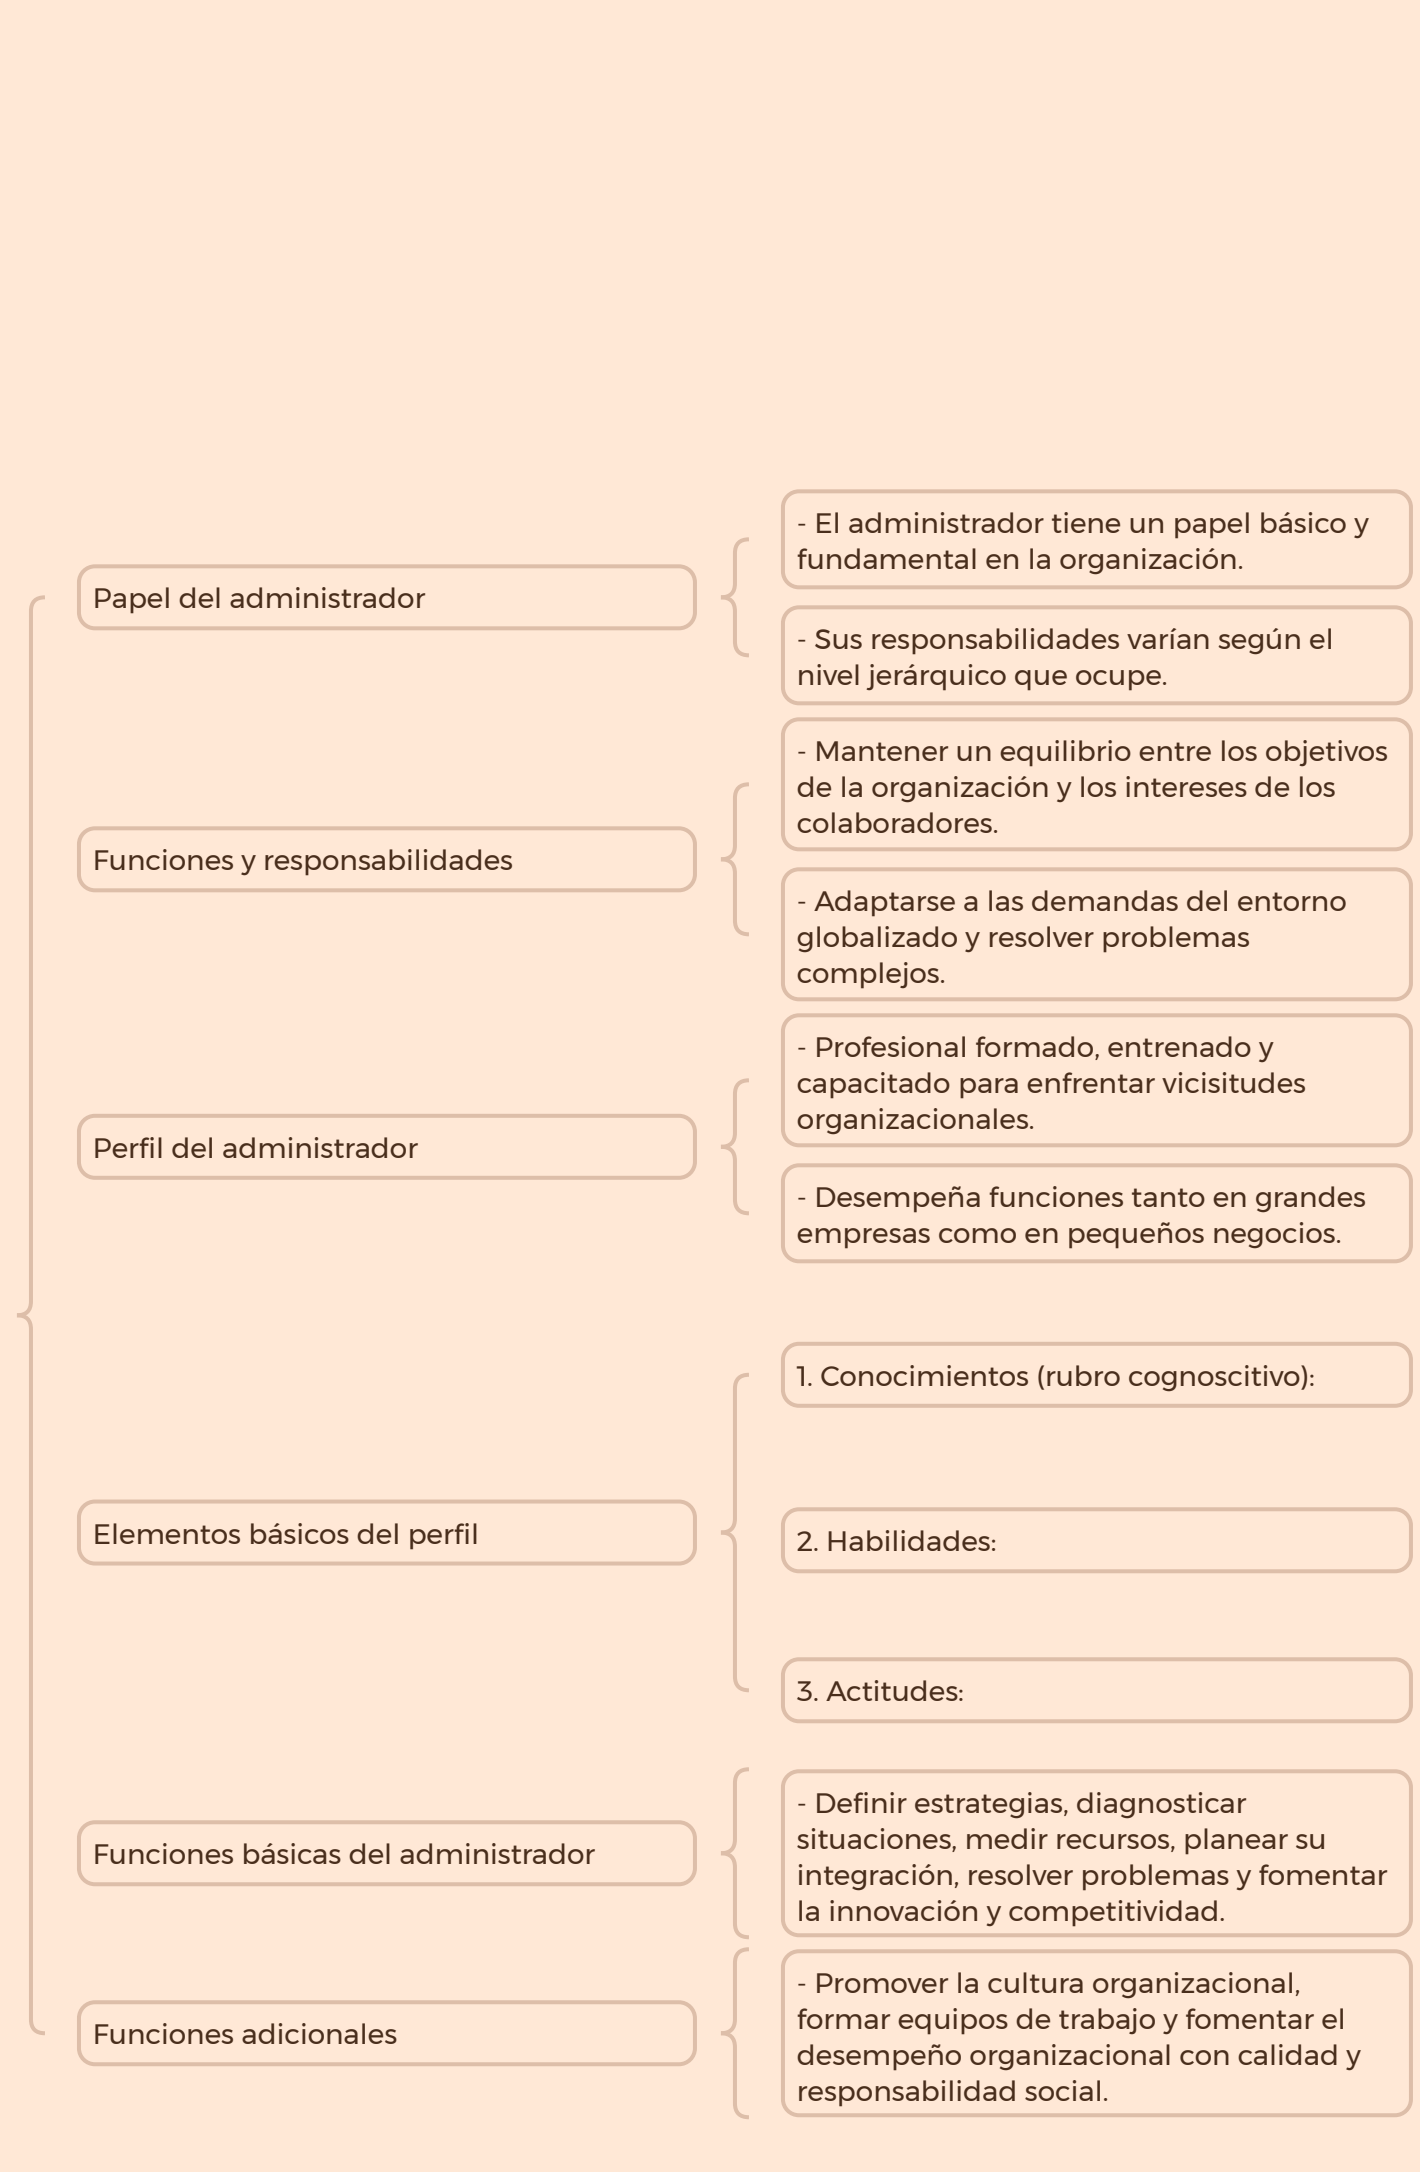 Papel del administrador
- El administrador tiene un papel básico y
fundamental en la organización.
- Sus responsabilidades varían según el
nivel jerárquico que ocupe.
Funciones y responsabilidades
- Mantener un equilibrio entre los objetivos
de la organización y los intereses de los
colaboradores.
- Adaptarse a las demandas del entorno
globalizado y resolver problemas
complejos.
Perfil del administrador
- Profesional formado, entrenado y
capacitado para enfrentar vicisitudes
organizacionales.
- Desempeña funciones tanto en grandes
empresas como en pequeños negocios.
Elementos básicos del perfil
1. Conocimientos (rubro cognoscitivo):
2. Habilidades:
3. Actitudes:
Funciones básicas del administrador
- Definir estrategias, diagnosticar
situaciones, medir recursos, planear su
integración, resolver problemas y fomentar
la innovación y competitividad.
Funciones adicionales
- Promover la cultura organizacional,
formar equipos de trabajo y fomentar el
desempeño organizacional con calidad y
responsabilidad social.